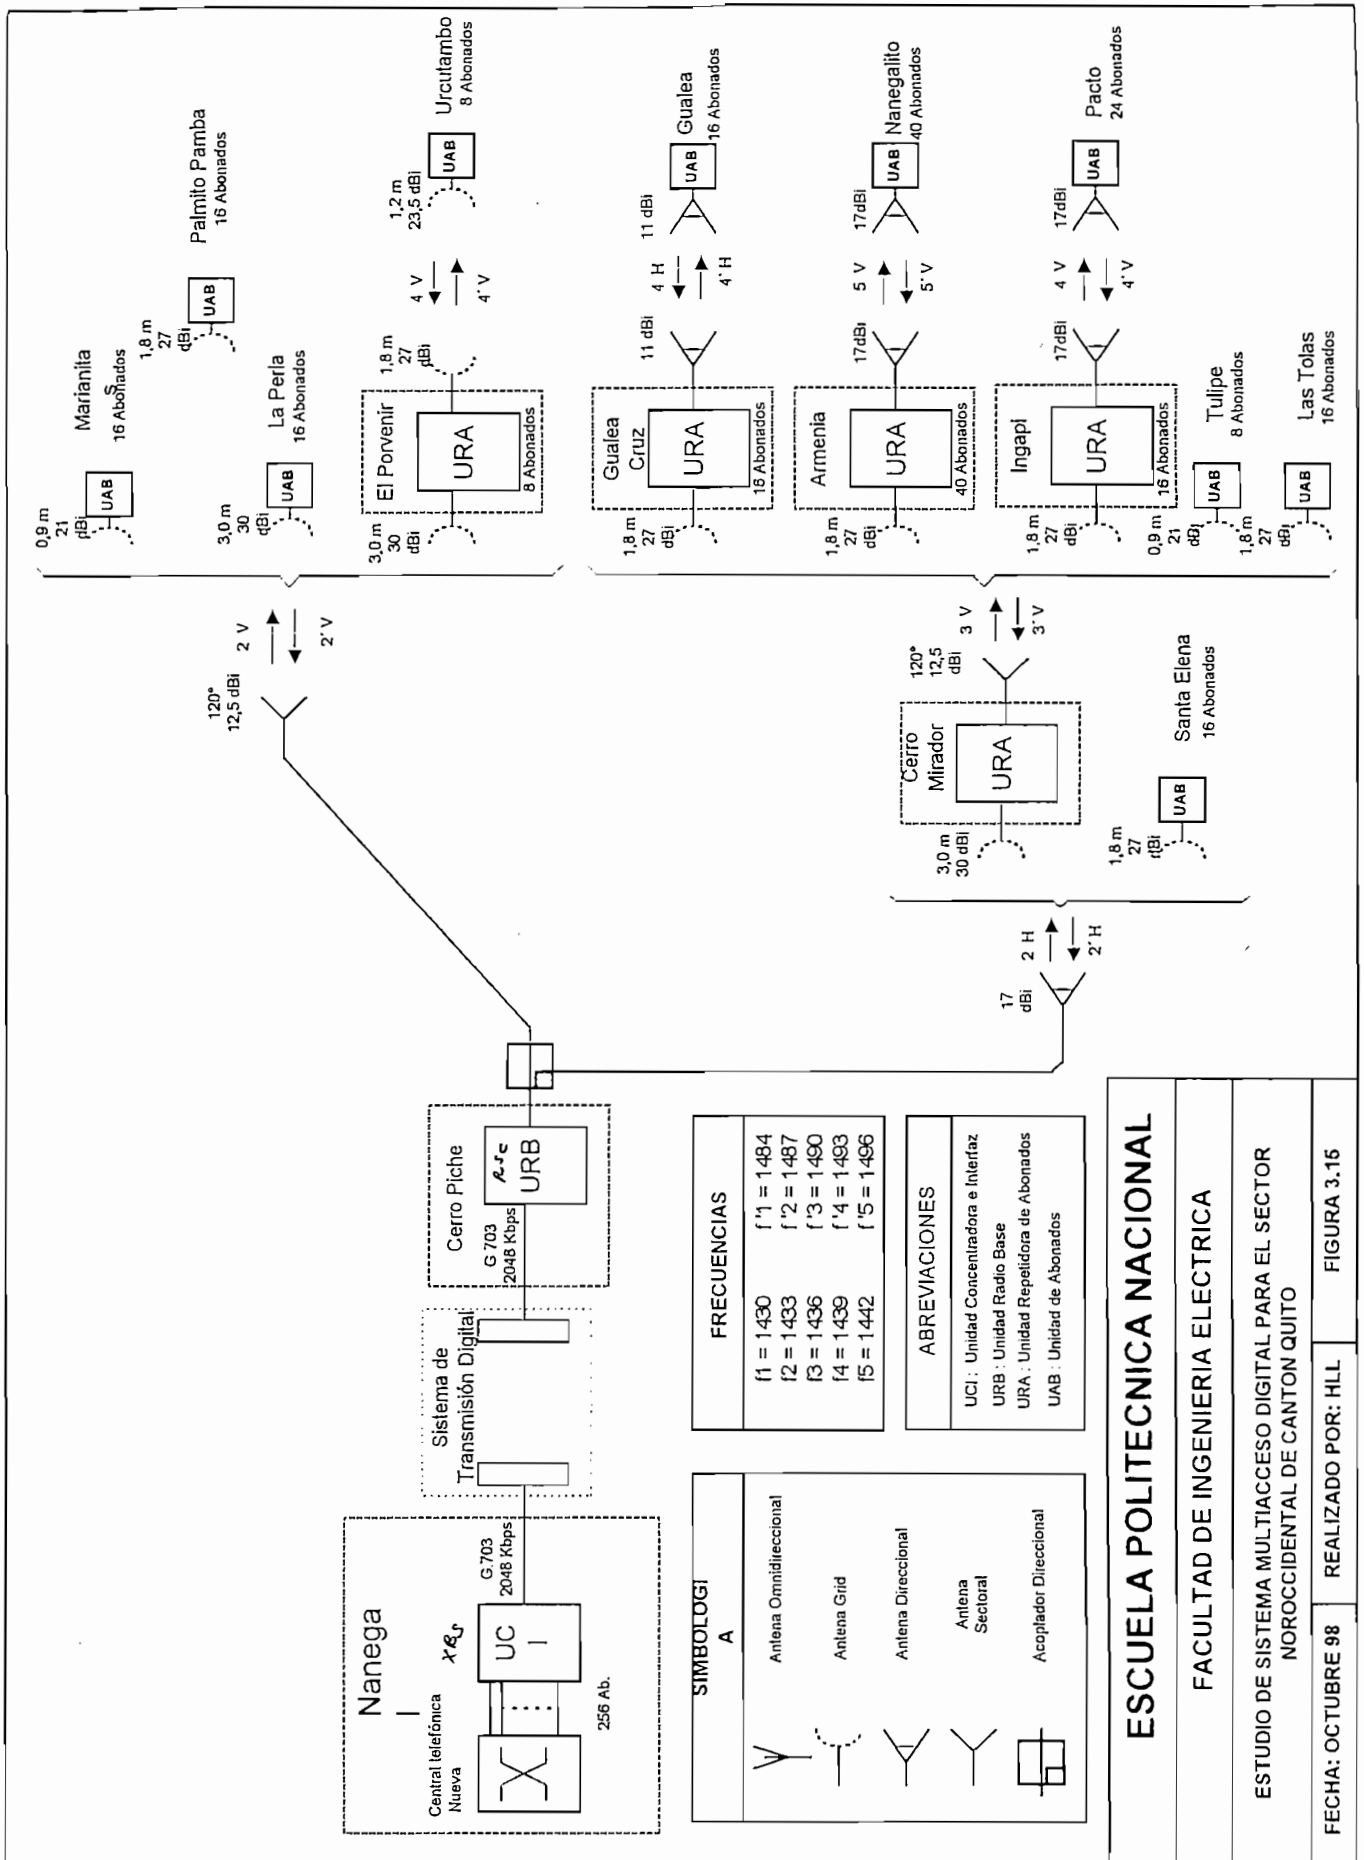 Nanega
l
Central telefónica
Nueva
XBS
UC
I
256 Ab.
G.703
2048 Kbps
Sistema de
Transmisión Digital
Cerro Piche
G 703
2048 Kbps
RSC
URB
120°
12,5 dBi
2 V
2' V
Marianita
s
16 Abonados
0,9 m
21
dBi
UAB
Palmito Pamba
16 Abonados
1,8 m
27
dBi
UAB
La Perla
16 Abonados
3,0 m
30
dBi
UAB
El Porvenir
URA
8 Abonados
3,0 m
30
dBi
1,8 m
27
dBi
4 V
4' V
1,2 m
23,5 dBi
UAB
Urcutambo
8 Abonados
17
dBi
2 H
2' H
3,0 m
30 dBi
Cerro
Mirador
URA
120°
12,5
dBi
3 V
3' V
1,8 m
27
dBi
UAB
Santa Elena
16 Abonados
Gualea
Cruz
URA
16 Abonados
1,8 m
27
dBi
11 dBi
4 H
4' H
11 dBi
UAB
Gualea
16 Abonados
Armenia
URA
40 Abonados
1,8 m
27
dBi
17dBi
5 V
5' V
17dBi
UAB
Nanegalito
40 Abonados
Ingapi
URA
16 Abonados
1,8 m
27
dBi
17dBi
4 V
4' V
17dBi
UAB
Pacto
24 Abonados
0,9 m
21
dBi
UAB
Tulipe
8 Abonados
1,8 m
27
dBi
UAB
Las Tolas
16 Abonados
SIMBOLOGI
A
Antena Omnidireccional
Antena Grid
Antena Direccional
Antena
Sectoral
Acoplador Direccional
FRECUENCIAS
f1 = 1430 f'1 = 1484
f2 = 1433 f'2 = 1487
f3 = 1436 f'3 = 1490
f4 = 1439 f'4 = 1493
f5 = 1442 f'5 = 1496
ABREVIACIONES
UCI : Unidad Concentradora e Interfaz
URB : Unidad Radio Base
URA : Unidad Repetidora de Abonados
UAB : Unidad de Abonados
ESCUELA POLITECNICA NACIONAL
FACULTAD DE INGENIERIA ELECTRICA
ESTUDIO DE SISTEMA MULTIACCESO DIGITAL PARA EL SECTOR
NOROCCIDENTAL DE CANTON QUITO
FECHA: OCTUBRE 98 REALIZADO POR: HLL FIGURA 3.15